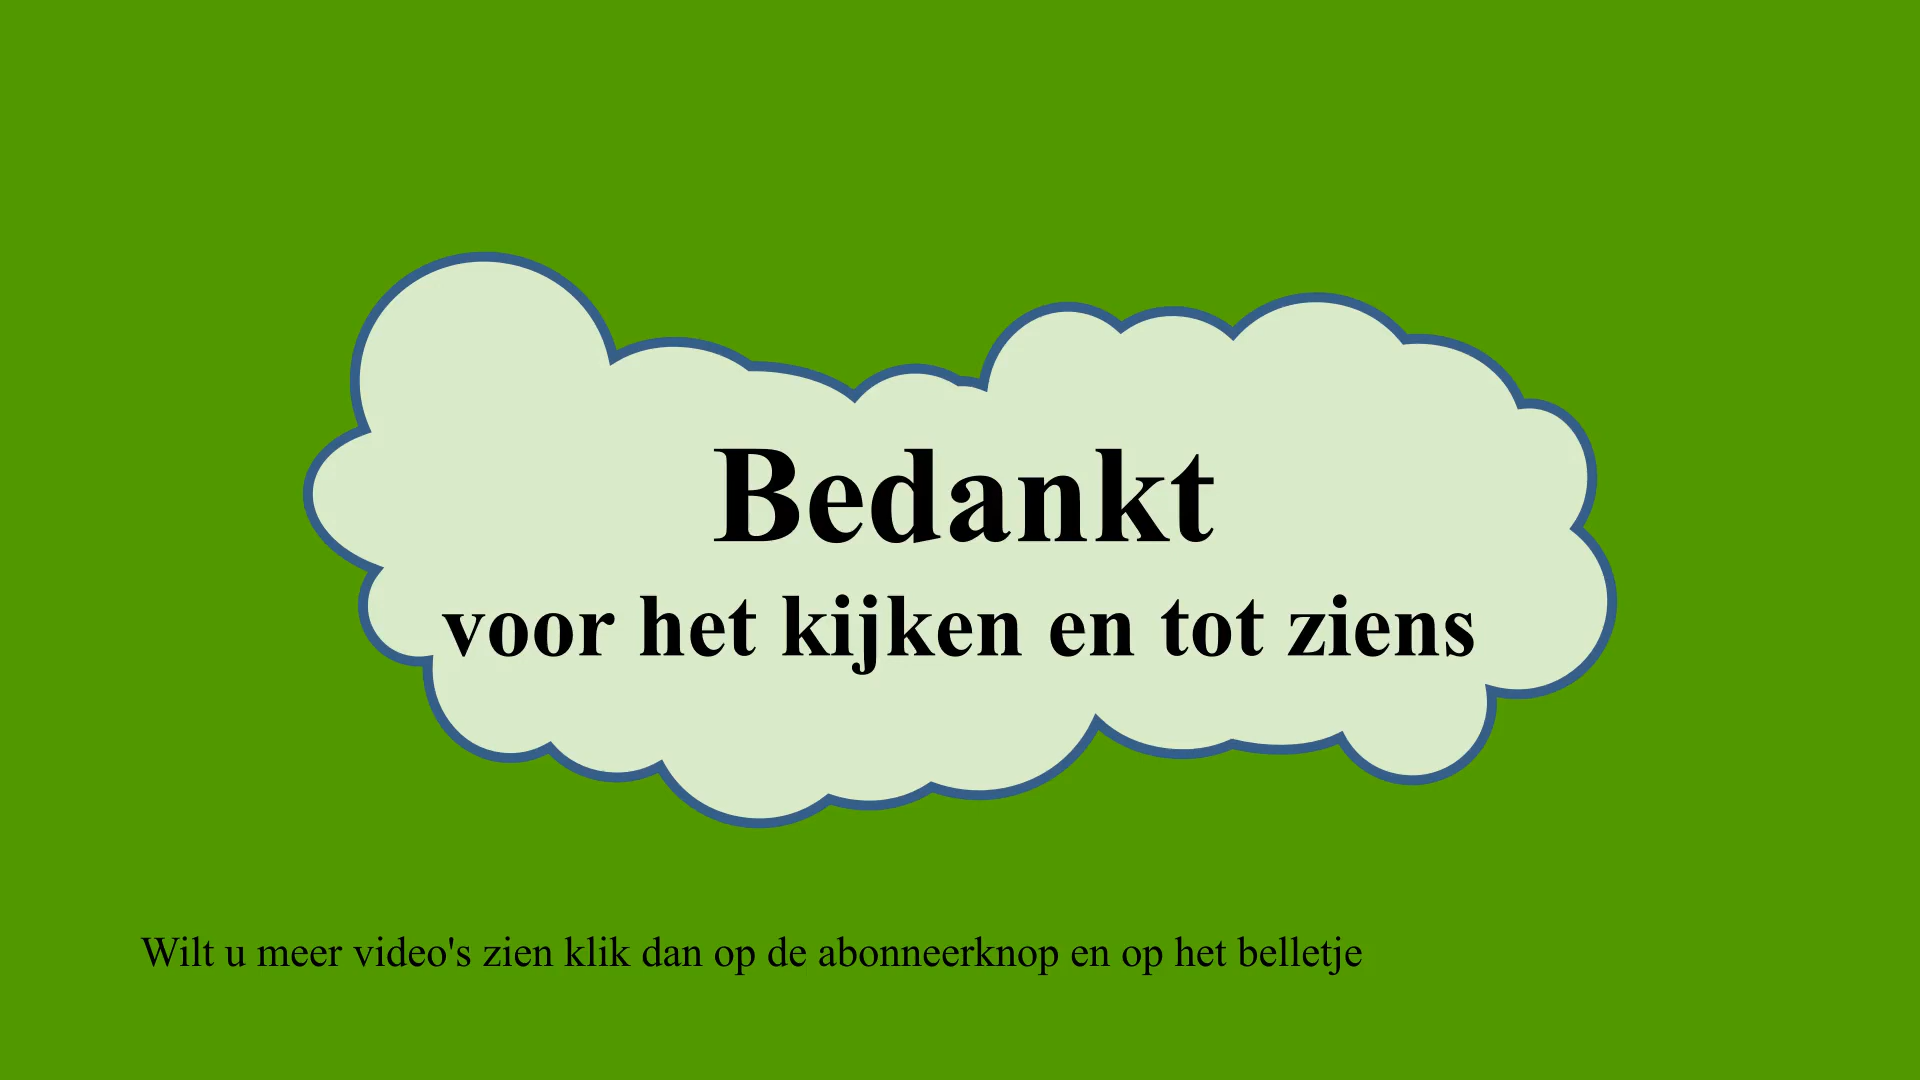 Bedankt
voor het kijken en tot ziens
Wilt u meer video's zien klik dan op de abonneerknop en op het belletje